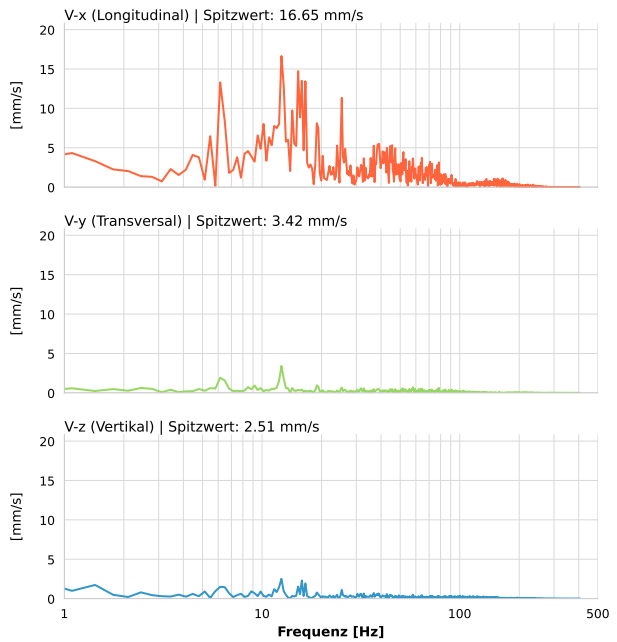 V-x (Longitudinal) | Spitzwert: 16.65 mm/s
20
15
10
5
0
[mm/s]
V-y (Transversal) | Spitzwert: 3.42 mm/s
20
15
10
5
0
[mm/s]
V-z (Vertikal) | Spitzwert: 2.51 mm/s
20
15
10
5
0
[mm/s]
1 10 100 500
Frequenz [Hz]